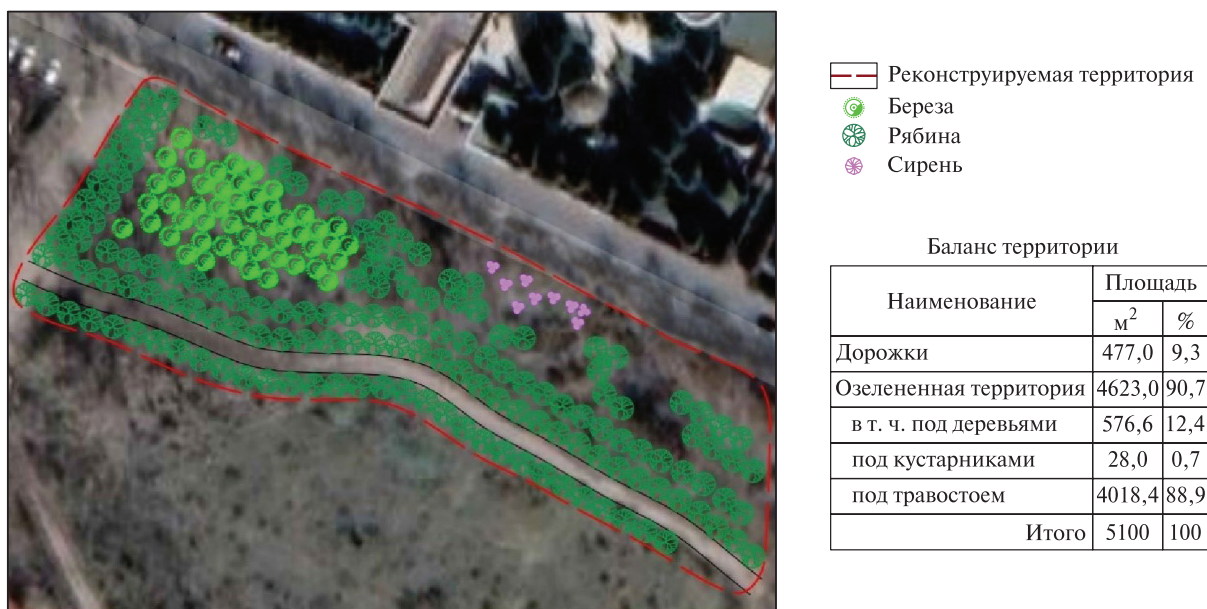 Реконструируемая территория
Береза
Рябина
Сирень
Баланс территории
Наименование Площадь
м² %
Дорожки 477,0 9,3
Озелененная территория 4623,0 90,7
в т. ч. под деревьями 576,6 12,4
под кустарниками 28,0 0,7
под травостоем 4018,4 88,9
Итого 5100 100